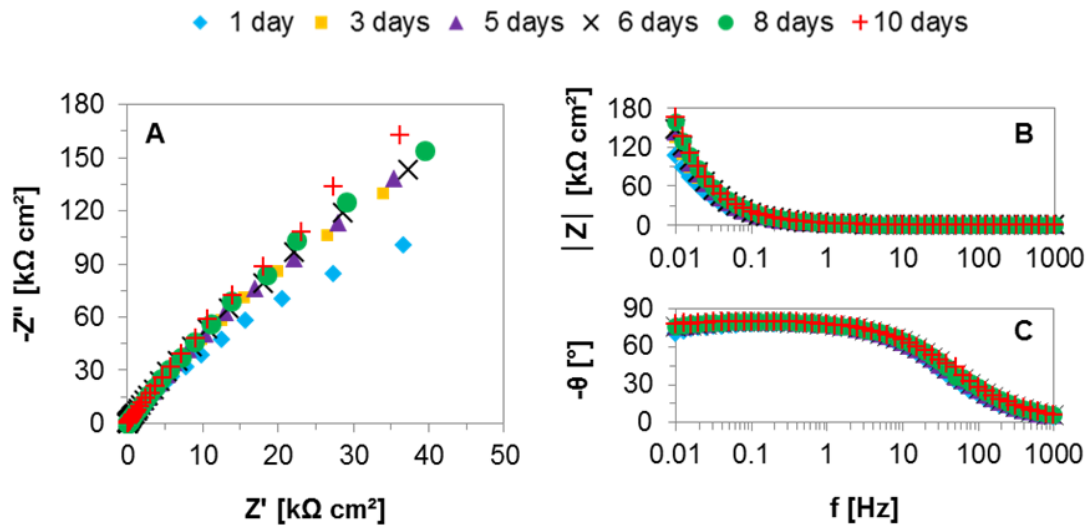 1 day 3 days 5 days 6 days 8 days 10 days
A
-Z'' [kΩ cm²]
180
150
120
90
60
30
0
0 10 20 30 40 50
Z' [kΩ cm²]
B
|Z| [kΩ cm²]
180
120
60
0
0.01 0.1 1 10 100 1000
C
-θ [°]
90
60
30
0
0.01 0.1 1 10 100 1000
f [Hz]